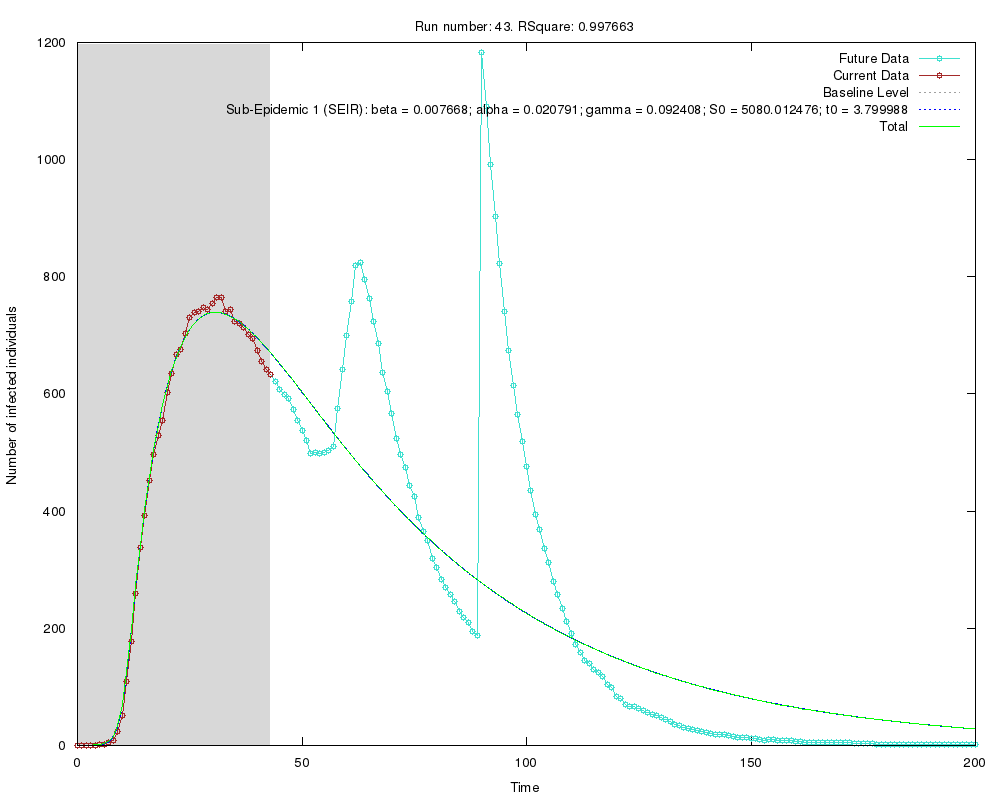 Run number: 43. RSquare: 0.997663
Future Data
Current Data
Baseline Level
Sub-Epidemic 1 (SEIR): beta = 0.007668; alpha = 0.020791; gamma = 0.092408; S0 = 5080.012476; t0 = 3.799988
Total
Number of infected individuals
1200
1000
800
600
400
200
0
0 50 100 150 200
Time